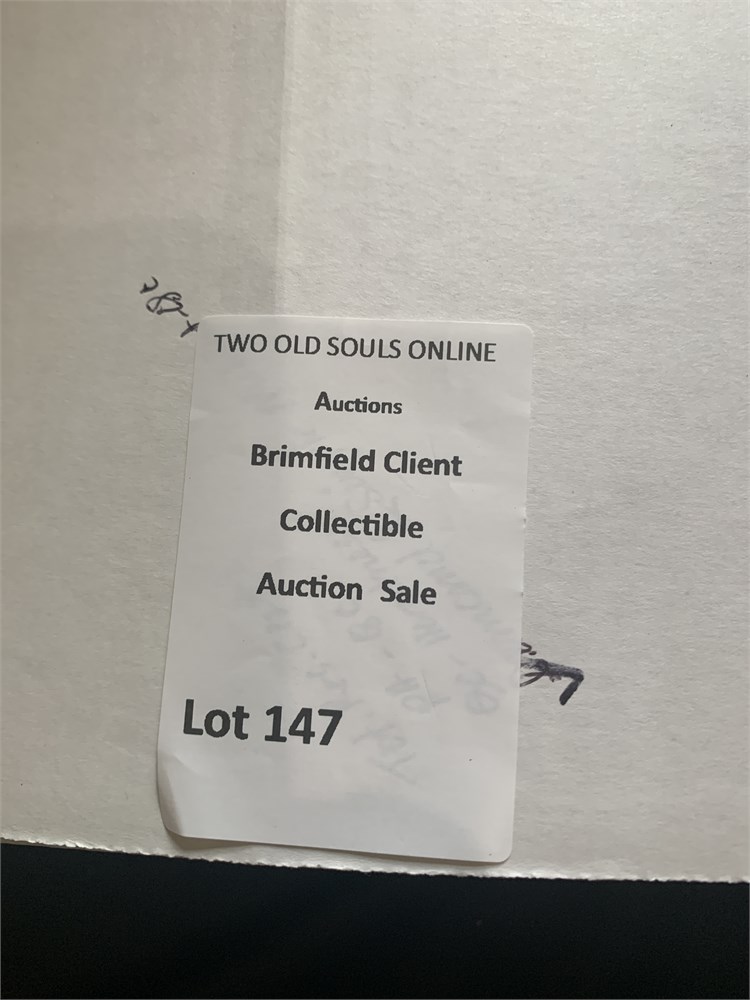 TWO OLD SOULS ONLINE
Auctions
Brimfield Client
Collectible
Auction Sale
Lot 147